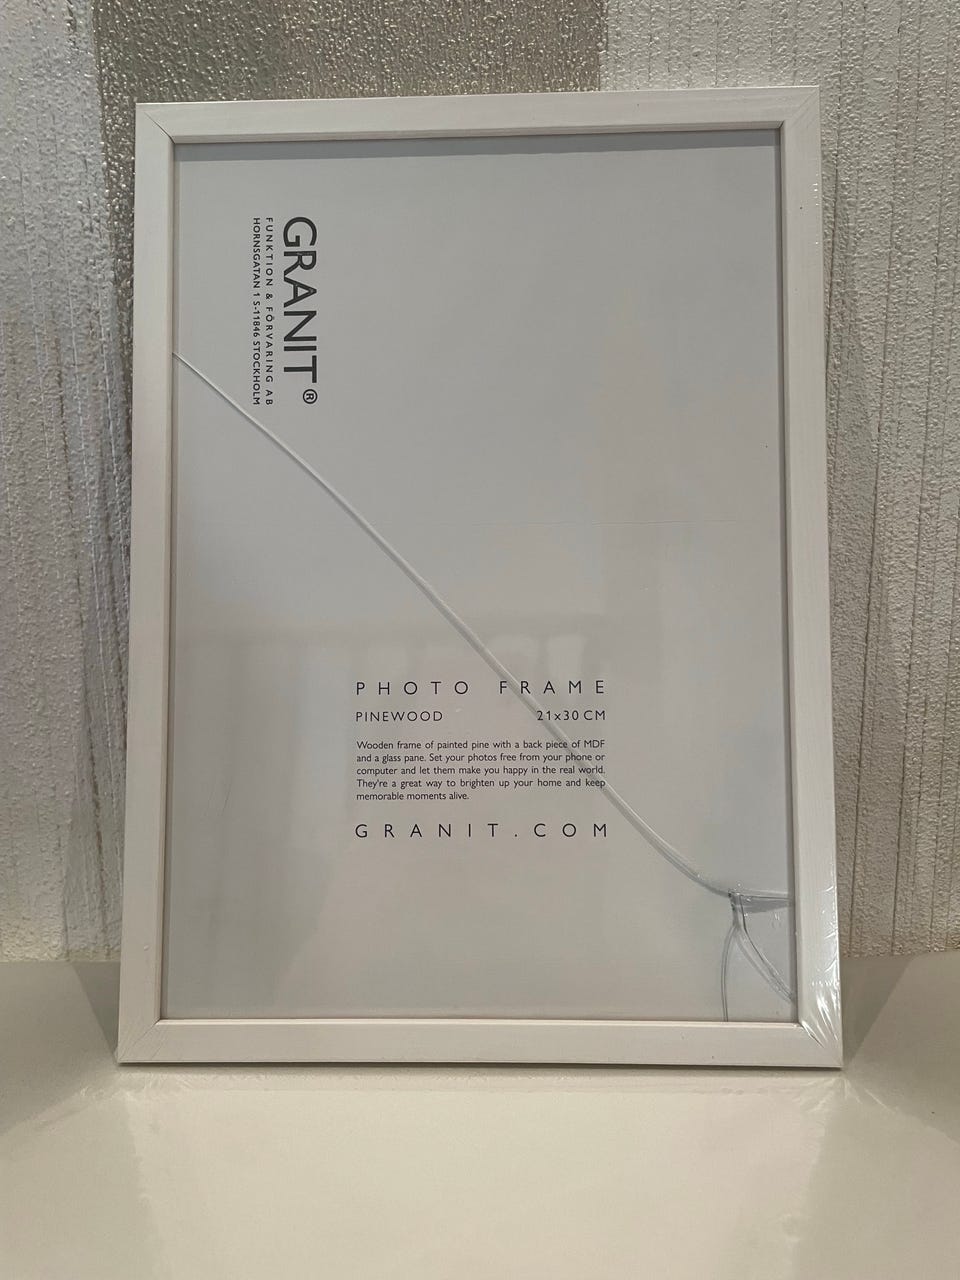 GRANIT®
FUNKTION & FÖRVARING AB
HORNSGATAN 1 S-11846 STOCKHOLM
PHOTO FRAME
PINEWOOD 21x30 CM
Wooden frame of painted pine with a back piece of MDF
and a glass pane. Set your photos free from your phone or
computer and let them make you happy in the real world.
They're a great way to brighten up your home and keep
memorable moments alive.
GRANIT.COM